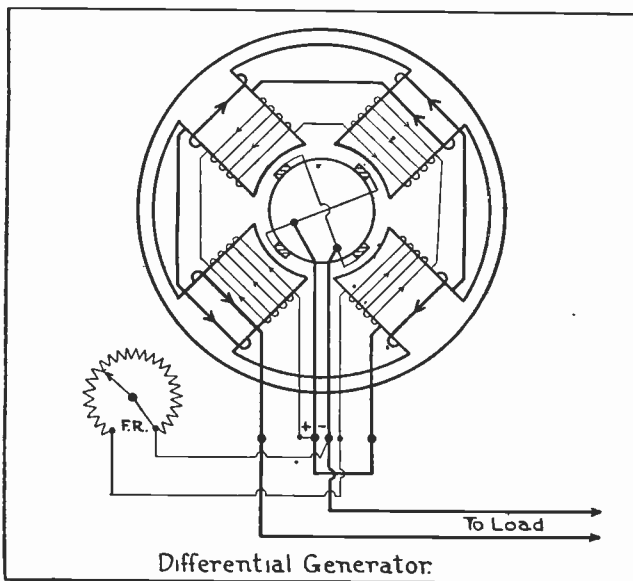 F.R.
+ -
To Load
Differential Generator.